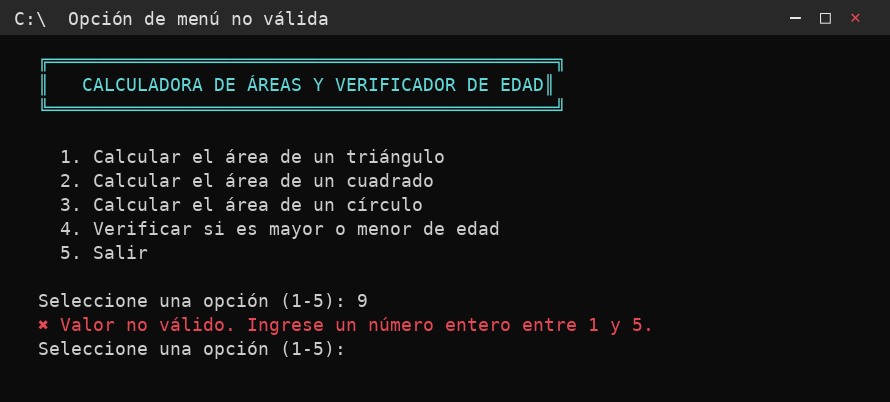 C:\ Opción de menú no válida
CALCULADORA DE ÁREAS Y VERIFICADOR DE EDAD
1. Calcular el área de un triángulo
2. Calcular el área de un cuadrado
3. Calcular el área de un círculo
4. Verificar si es mayor o menor de edad
5. Salir
Seleccione una opción (1-5): 9
✖ Valor no válido. Ingrese un número entero entre 1 y 5.
Seleccione una opción (1-5):